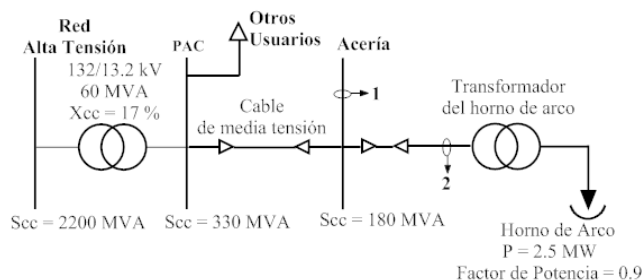 Red
Alta Tensión
132/13.2 kV
60 MVA
Xcc = 17 %
PAC
Otros
Usuarios
Acería
1
Cable
de media tensión
Transformador
del horno de arco
2
Scc = 2200 MVA
Scc = 330 MVA
Scc = 180 MVA
Horno de Arco
P = 2.5 MW
Factor de Potencia = 0.9